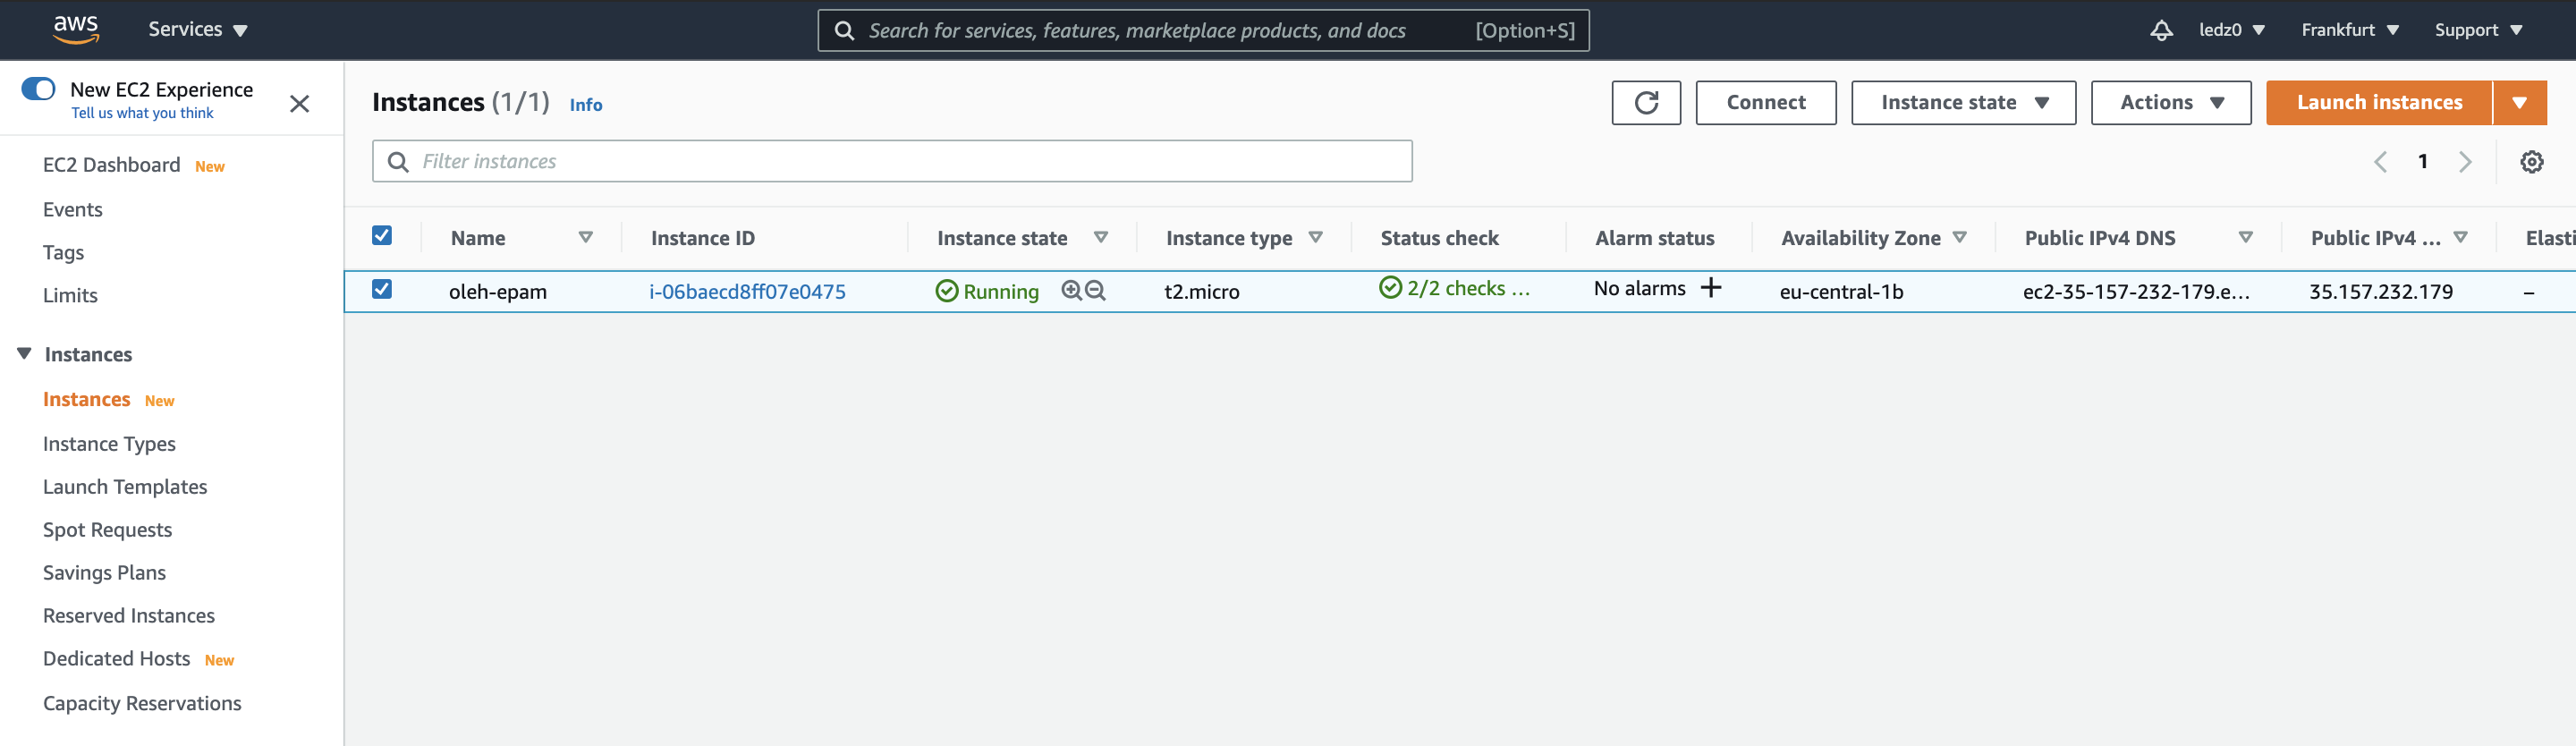 aws Services Search for services, features, marketplace products, and docs [Option+S] ledz0 Frankfurt Support
New EC2 Experience
Tell us what you think
EC2 Dashboard New
Events
Tags
Limits
Instances
Instances New
Instance Types
Launch Templates
Spot Requests
Savings Plans
Reserved Instances
Dedicated Hosts New
Capacity Reservations
Instances (1/1) Info Connect Instance state Actions Launch instances
Filter instances 1
Name Instance ID Instance state Instance type Status check Alarm status Availability Zone Public IPv4 DNS Public IPv4 ... Elasti
oleh-epam i-06baecd8ff07e0475 Running t2.micro 2/2 checks ... No alarms + eu-central-1b ec2-35-157-232-179.e... 35.157.232.179 –